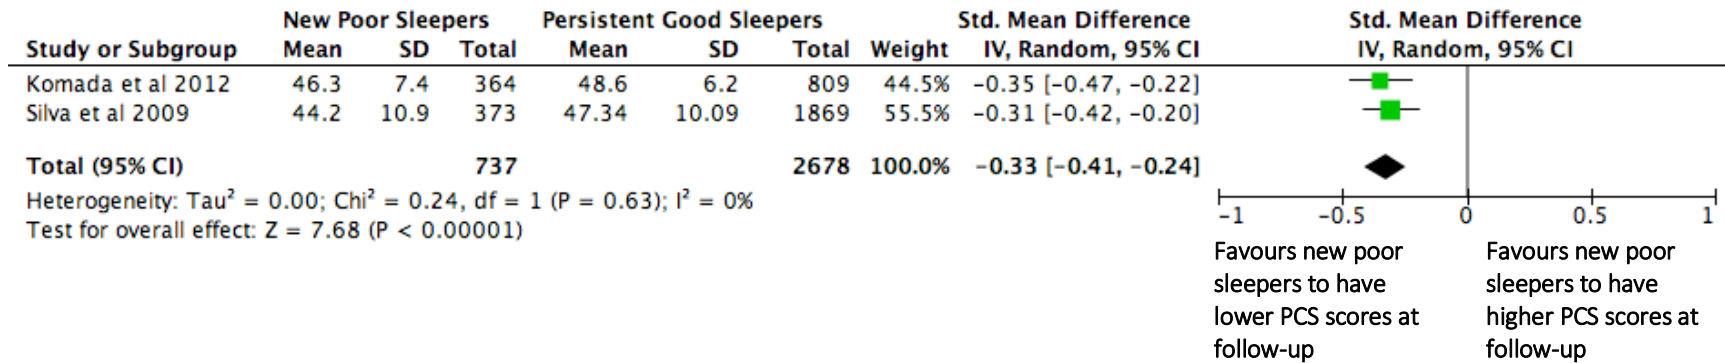 New Poor Sleepers Persistent Good Sleepers Std. Mean Difference Std. Mean Difference
Study or Subgroup Mean SD Total Mean SD Total Weight IV, Random, 95% CI IV, Random, 95% CI
Komada et al 2012 46.3 7.4 364 48.6 6.2 809 44.5% −0.35 [−0.47, −0.22]
Silva et al 2009 44.2 10.9 373 47.34 10.09 1869 55.5% −0.31 [−0.42, −0.20]
Total (95% CI) 737 2678 100.0% −0.33 [−0.41, −0.24]
Heterogeneity: Tau² = 0.00; Chi² = 0.24, df = 1 (P = 0.63); I² = 0%
Test for overall effect: Z = 7.68 (P < 0.00001)
−1 −0.5 0 0.5 1
Favours new poor
sleepers to have
lower PCS scores at
follow-up
Favours new poor
sleepers to have
higher PCS scores at
follow-up